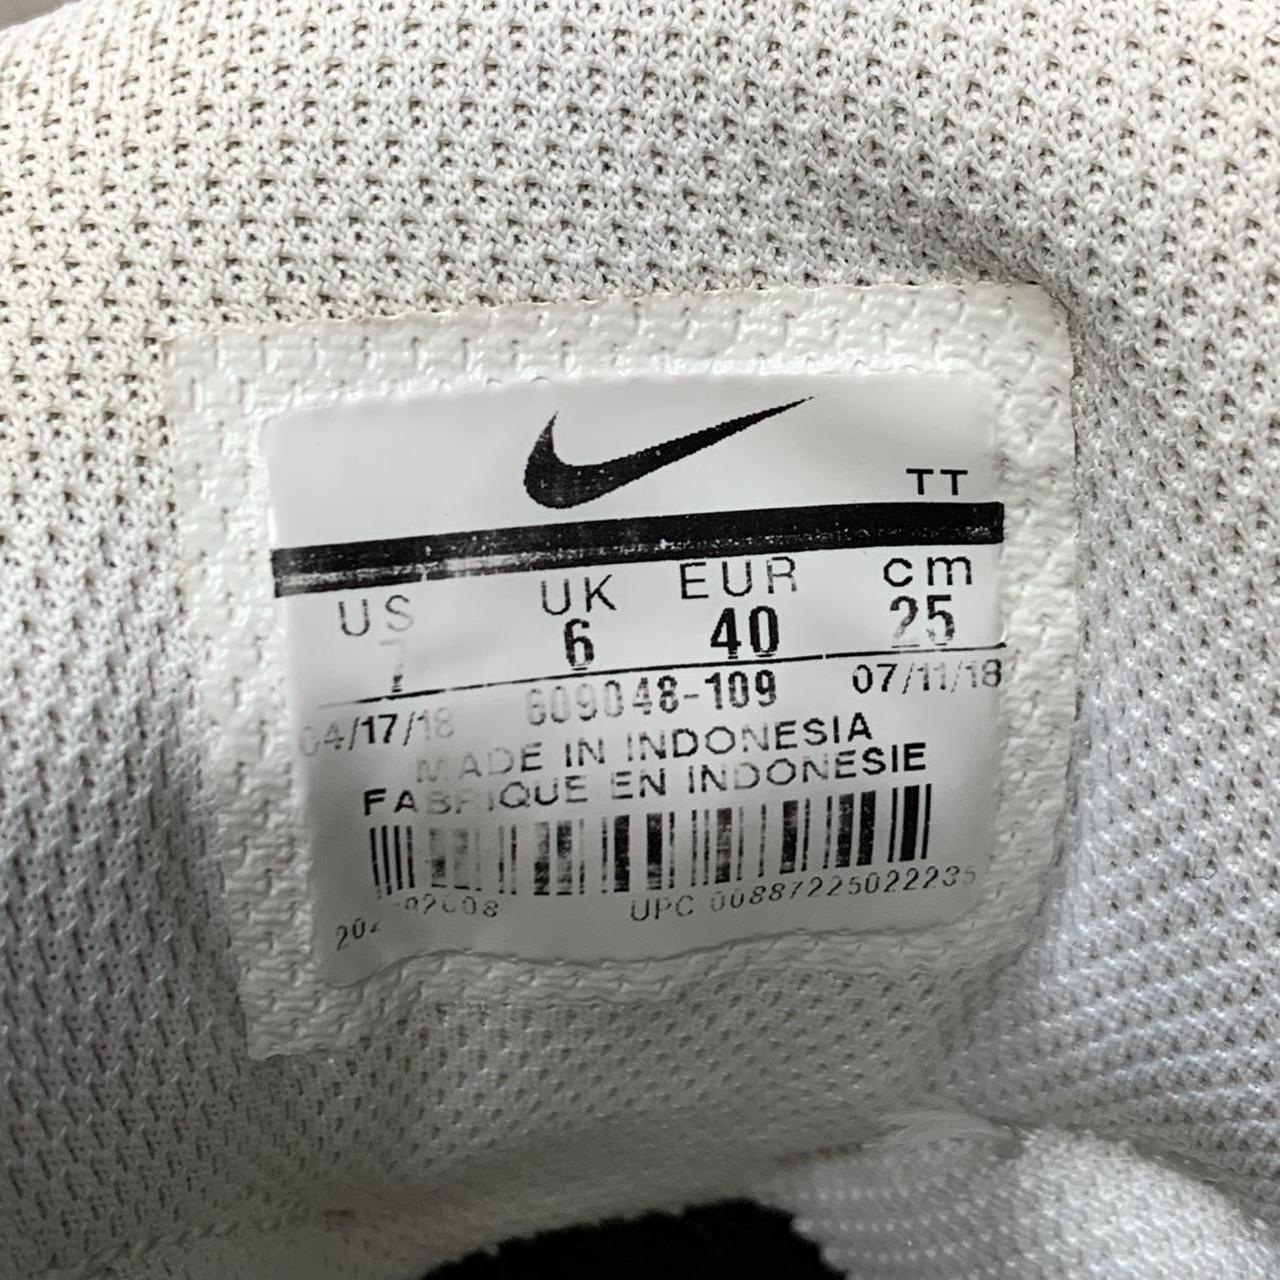 TT
US UK EUR cm
7 6 40 25
04/17/18 609048-109 07/11/18
MADE IN INDONESIA
FABRIQUE EN INDONESIE
UPC 00887225022235